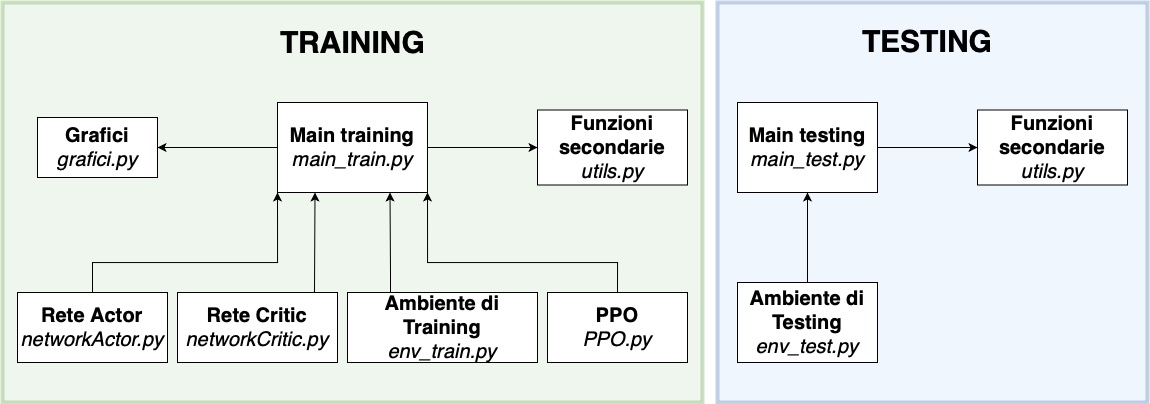 TRAINING
Grafici
grafici.py
Main training
main_train.py
Funzioni
secondarie
utils.py
Rete Actor
networkActor.py
Rete Critic
networkCritic.py
Ambiente di
Training
env_train.py
PPO
PPO.py
TESTING
Main testing
main_test.py
Funzioni
secondarie
utils.py
Ambiente di
Testing
env_test.py